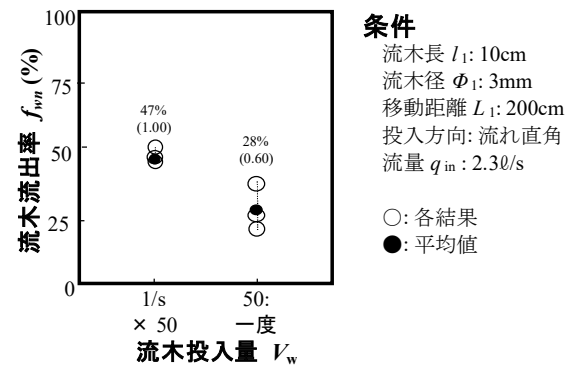 100
75
50
25
0
流木流出率 fwn (%)
47%
(1.00)
28%
(0.60)
1/s
× 50
50:
一度
流木投入量 Vw
条件
流木長 l1: 10cm
流木径 Φ1: 3mm
移動距離 L1: 200cm
投入方向: 流れ直角
流量 q in : 2.3ℓ/s
○: 各結果
●: 平均値